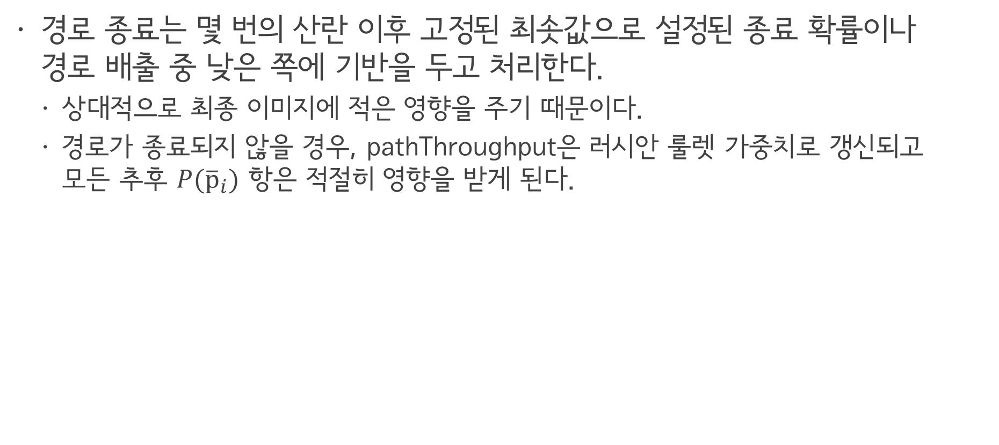 · 경로 종료는 몇 번의 산란 이후 고정된 최솟값으로 설정된 종료 확률이나
경로 배출 중 낮은 쪽에 기반을 두고 처리한다.
· 상대적으로 최종 이미지에 적은 영향을 주기 때문이다.
· 경로가 종료되지 않을 경우, pathThroughput은 러시안 룰렛 가중치로 갱신되고
모든 추후 P(p̅ᵢ) 항은 적절히 영향을 받게 된다.